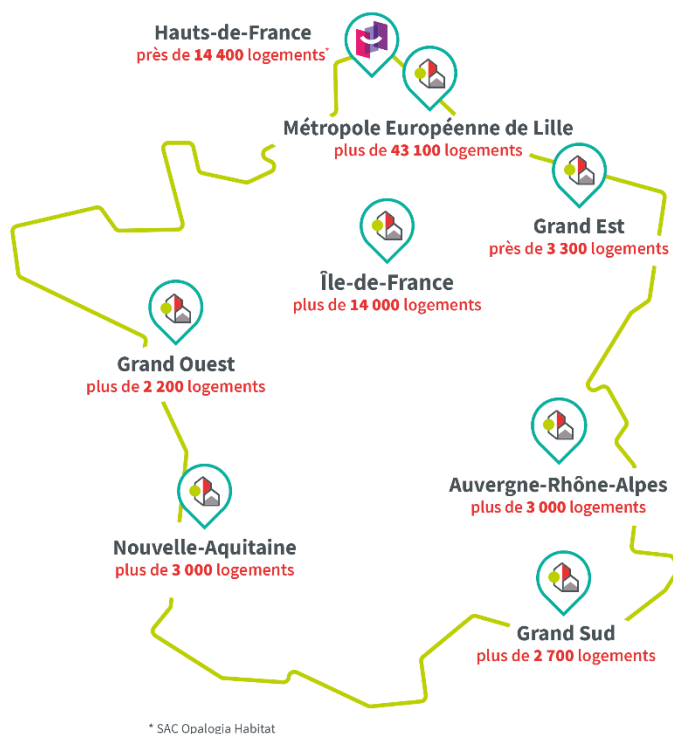 Hauts-de-France
près de 14 400 logements*
Métropole Européenne de Lille
plus de 43 100 logements
Grand Est
près de 3 300 logements
Île-de-France
plus de 14 000 logements
Grand Ouest
plus de 2 200 logements
Auvergne-Rhône-Alpes
plus de 3 000 logements
Nouvelle-Aquitaine
plus de 3 000 logements
Grand Sud
plus de 2 700 logements
* SAC Opalogia Habitat